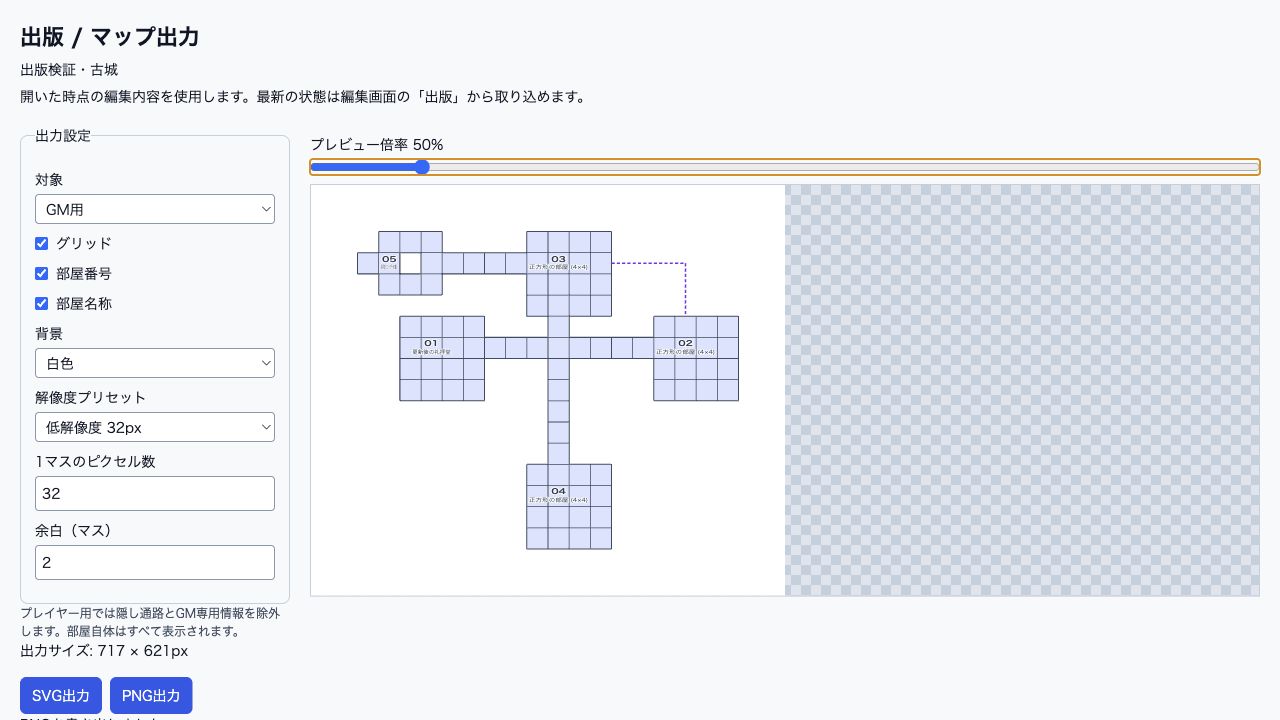 出版 / マップ出力
出版検証・古城
開いた時点の編集内容を使用します。最新の状態は編集画面の「出版」から取り込めます。
出力設定
対象
GM用
グリッド
部屋番号
部屋名称
背景
白色
解像度プリセット
低解像度 32px
1マスのピクセル数
32
余白（マス）
2
プレイヤー用では隠し通路とGM専用情報を除外
します。部屋自体はすべて表示されます。
出力サイズ: 717 × 621px
SVG出力
PNG出力
プレビュー倍率 50%
05
03
正方形の部屋 (4×4)
01
更新後の礼拝堂
02
正方形の部屋 (4×4)
04
正方形の部屋 (4×4)